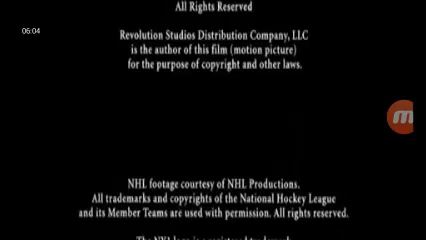 All Rights Reserved
06:04
Revolution Studios Distribution Company, LLC
is the author of this film (motion picture)
for the purpose of copyright and other laws.
NHL footage courtesy of NHL Productions.
All trademarks and copyrights of the National Hockey League
and its Member Teams are used with permission. All rights reserved.